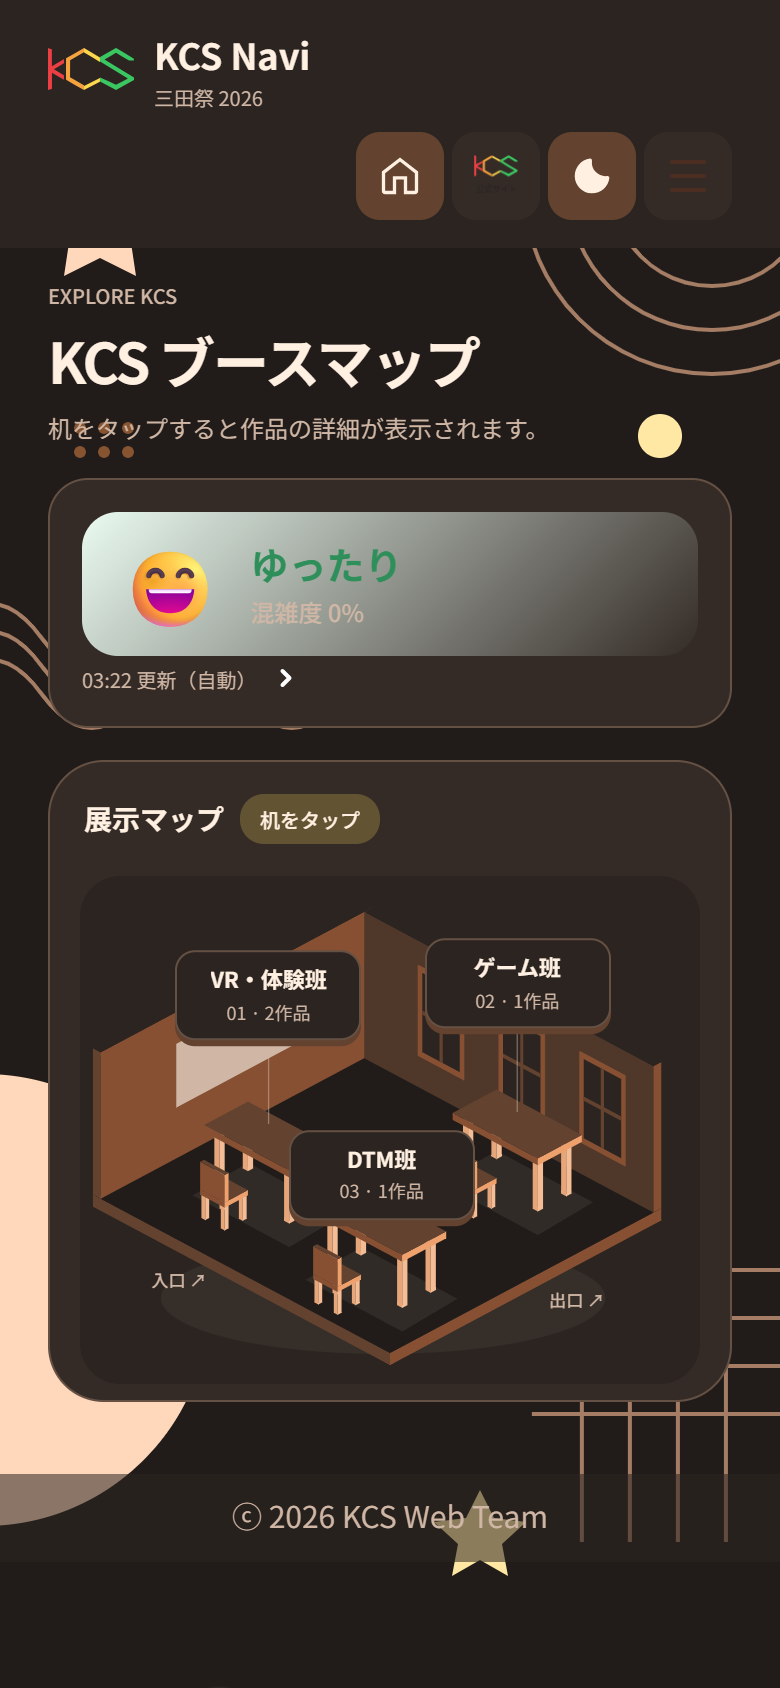 KCS
KCS Navi
三田祭 2026
KCS
EXPLORE KCS
KCS ブースマップ
机をタップすると作品の詳細が表示されます。
ゆったり
混雑度 0%
03:22 更新（自動）
展示マップ
机をタップ
VR・体験班
01 · 2作品
ゲーム班
02 · 1作品
DTM班
03 · 1作品
入口 ↗
出口 ↗
ⓒ 2026 KCS Web Team